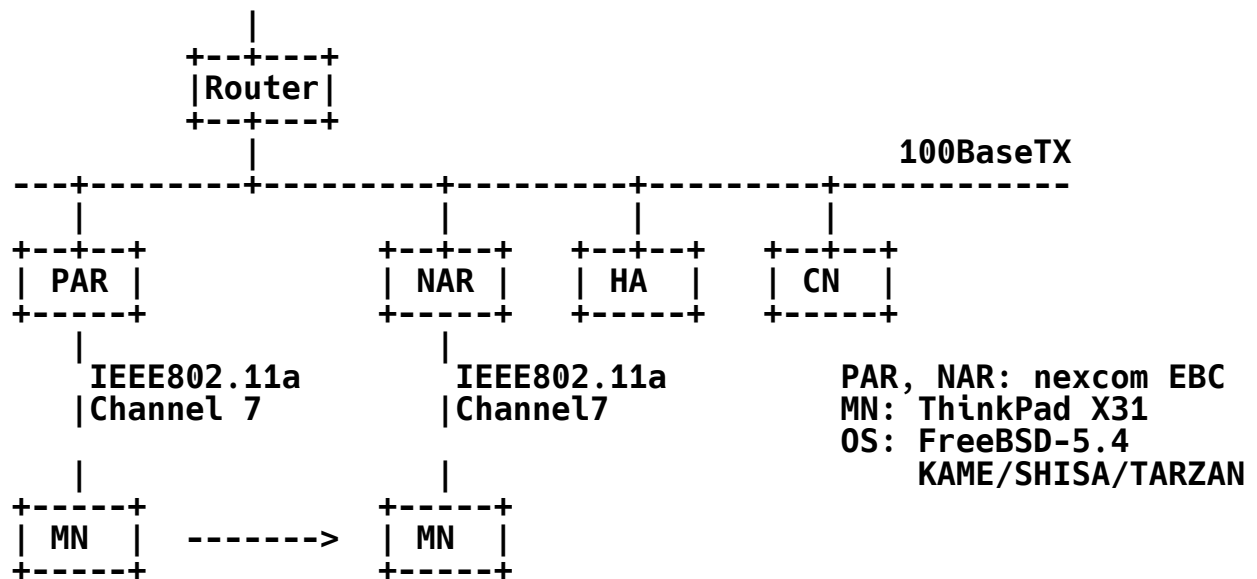 Router
100BaseTX
PAR NAR HA CN
IEEE802.11a IEEE802.11a PAR, NAR: nexcom EBC
Channel 7 Channel7 MN: ThinkPad X31
OS: FreeBSD-5.4
KAME/SHISA/TARZAN
MN MN